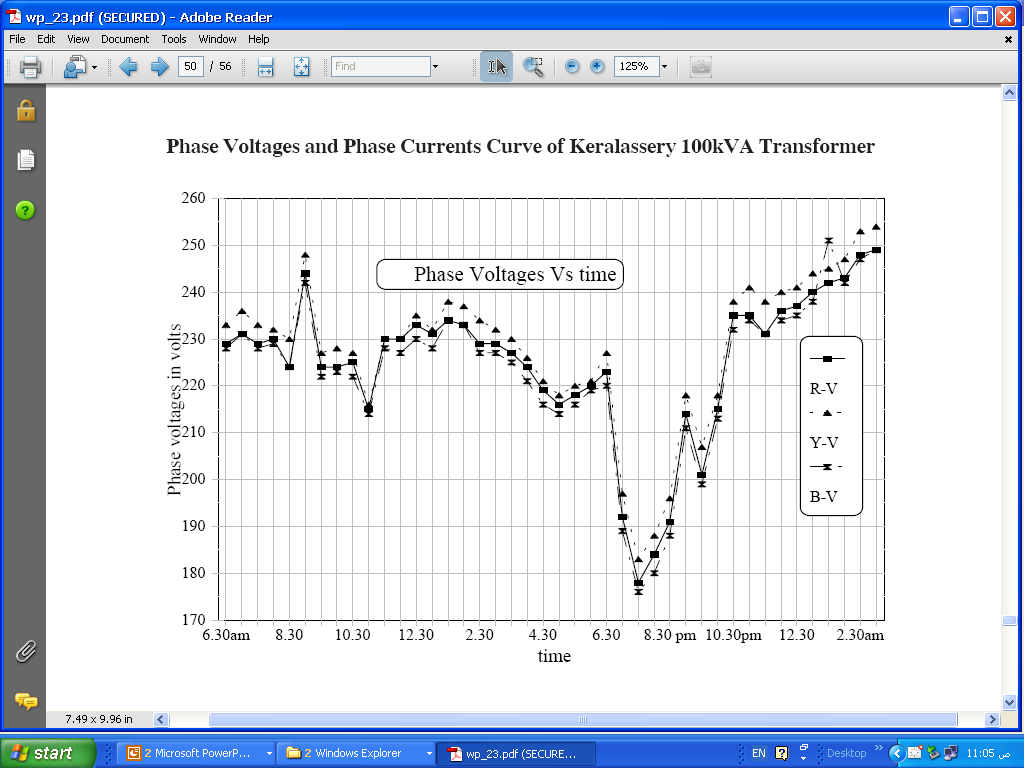 wp_23.pdf (SECURED) - Adobe Reader
File Edit View Document Tools Window Help
50 / 56 Find 125%
Phase Voltages and Phase Currents Curve of Keralassery 100kVA Transformer
Phase Voltages Vs time
Phase voltages in volts
260
250
240
230
220
210
200
190
180
170
R-V
Y-V
B-V
6.30am 8.30 10.30 12.30 2.30 4.30 6.30 8.30 pm 10.30pm 12.30 2.30am
time
7.49 x 9.96 in
start 2 Microsoft PowerP... 2 Windows Explorer wp_23.pdf (SECURE... EN Desktop 11:05 ص